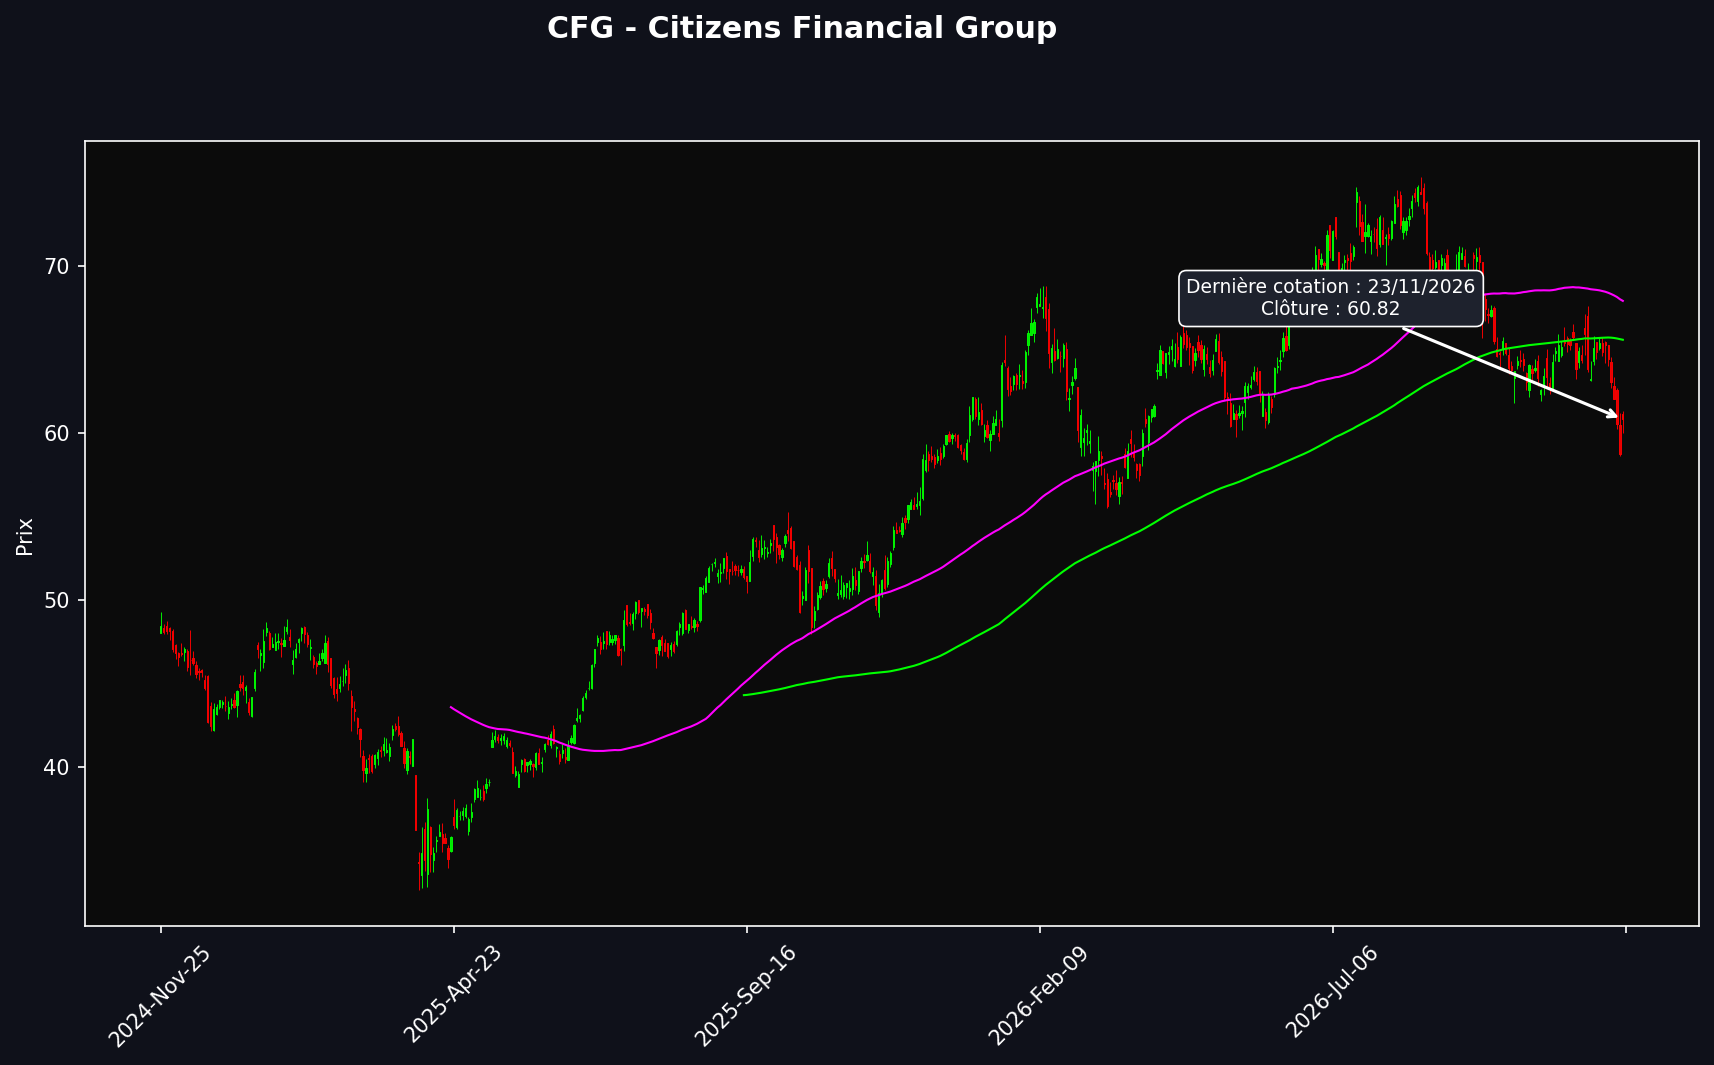 CFG - Citizens Financial Group
Prix
70
60
50
40
Dernière cotation : 23/11/2026
Clôture : 60.82
2024-Nov-25
2025-Apr-23
2025-Sep-16
2026-Feb-09
2026-Jul-06